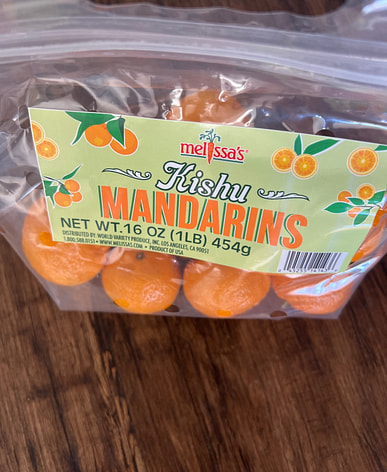 melissa's®
Kishu
MANDARINS
NET WT.16 OZ (1LB) 454g
DISTRIBUTED BY: WORLD VARIETY PRODUCE, INC. LOS ANGELES, CA 90051
1.800.588.0151 • WWW.MELISSAS.COM • PRODUCT OF USA